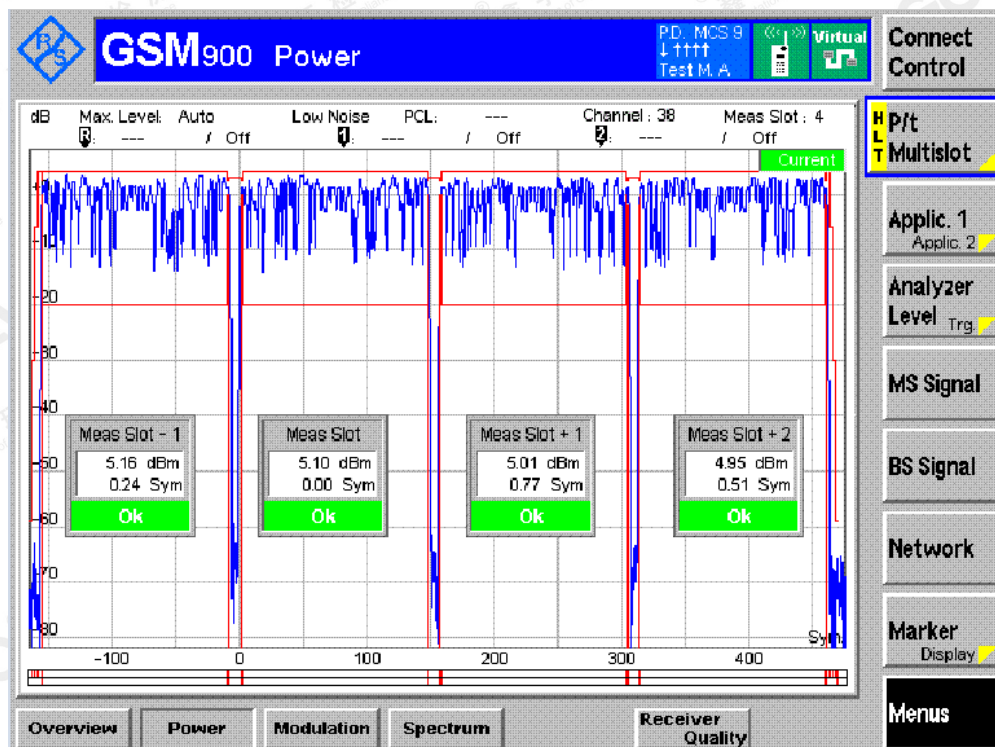 R&S
GSM900 Power
P.D. MCS 9
↓ ↑↑↑↑
Test M. A
Virtual
Connect Control
dB Max. Level: Auto Low Noise PCL: --- Channel : 38 Meas Slot : 4
R: --- / Off 1: --- / Off 2: --- / Off
Current
+0
-10
-20
-30
-40
-50
-60
-70
-80
Meas Slot - 1
5.16 dBm
0.24 Sym
Ok
Meas Slot
5.10 dBm
0.00 Sym
Ok
Meas Slot + 1
5.01 dBm
0.77 Sym
Ok
Meas Slot + 2
4.95 dBm
0.51 Sym
Ok
Sym.
-100 0 100 200 300 400
HLT
P/t Multislot
Applic. 1
Applic. 2
Analyzer
Level Trg.
MS Signal
BS Signal
Network
Marker
Display
Menus
Overview Power Modulation Spectrum Receiver Quality